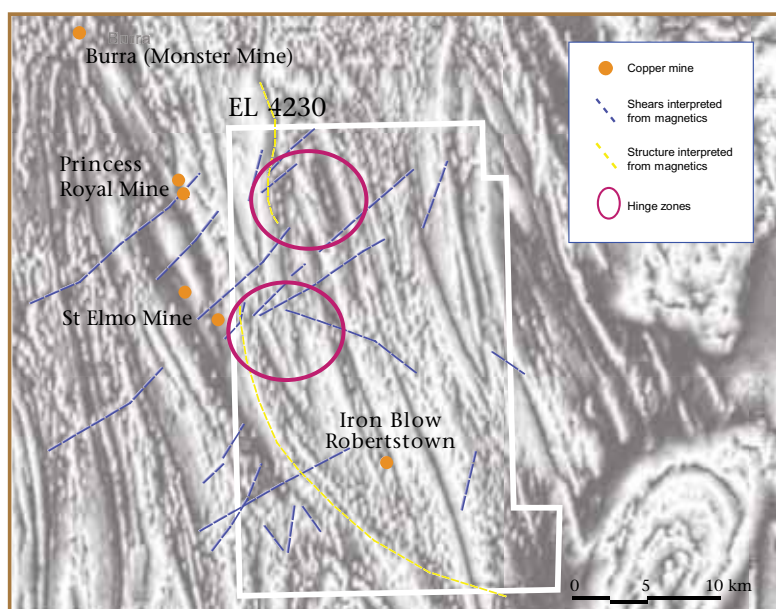 Burra
Burra (Monster Mine)
EL 4230
Princess
Royal Mine
St Elmo Mine
Iron Blow
Robertstown
Copper mine
Shears interpreted
from magnetics
Structure interpreted
from magnetics
Hinge zones
0 5 10 km